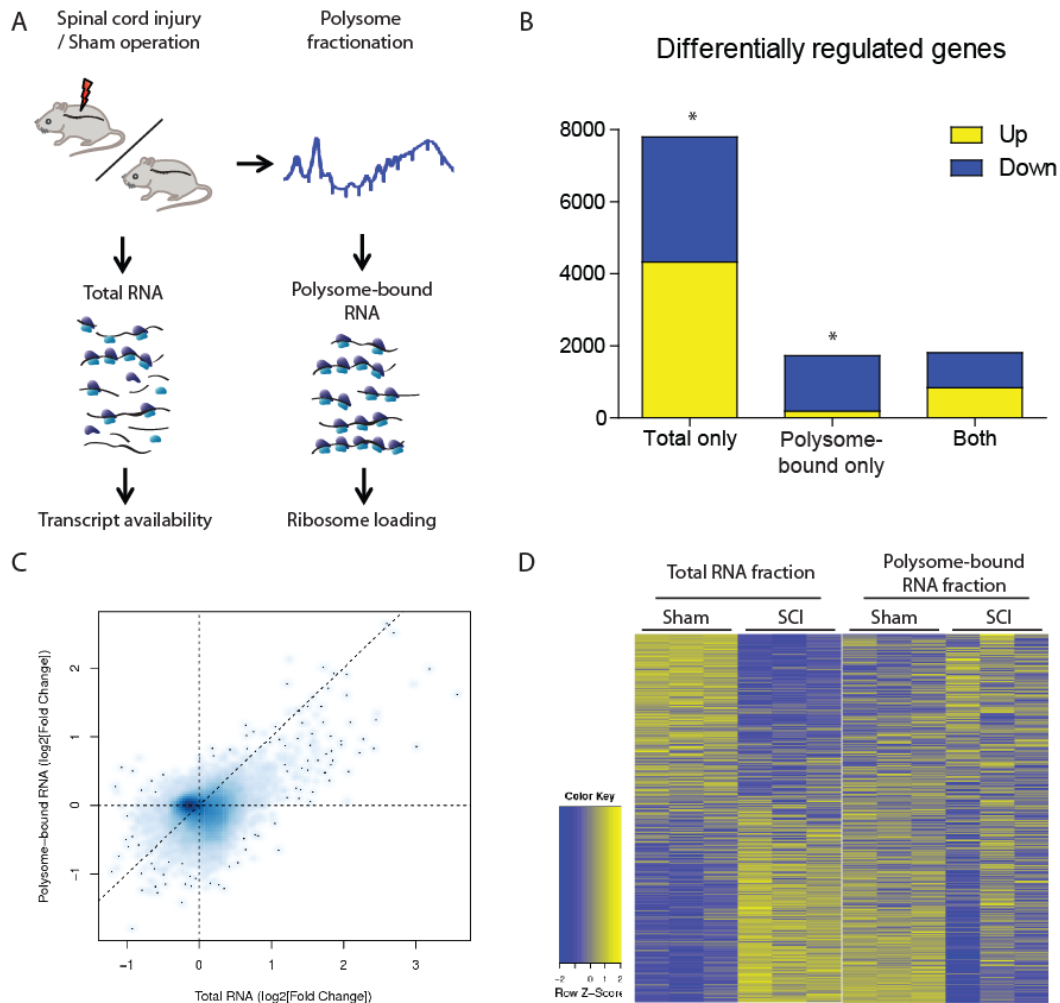 A
Spinal cord injury
/ Sham operation
Polysome
fractionation
Total RNA
Polysome-bound
RNA
Transcript availability
Ribosome loading
B
Differentially regulated genes
8000
6000
4000
2000
0
*
*
Up
Down
Total only
Polysome-
bound only
Both
C
Polysome-bound RNA (log2[Fold Change])
2
1
0
−1
−1
0
1
2
3
Total RNA (log2[Fold Change])
D
Total RNA fraction
Polysome-bound
RNA fraction
Sham
SCI
Sham
SCI
Color Key
−2
0
1
2
Row Z−Score